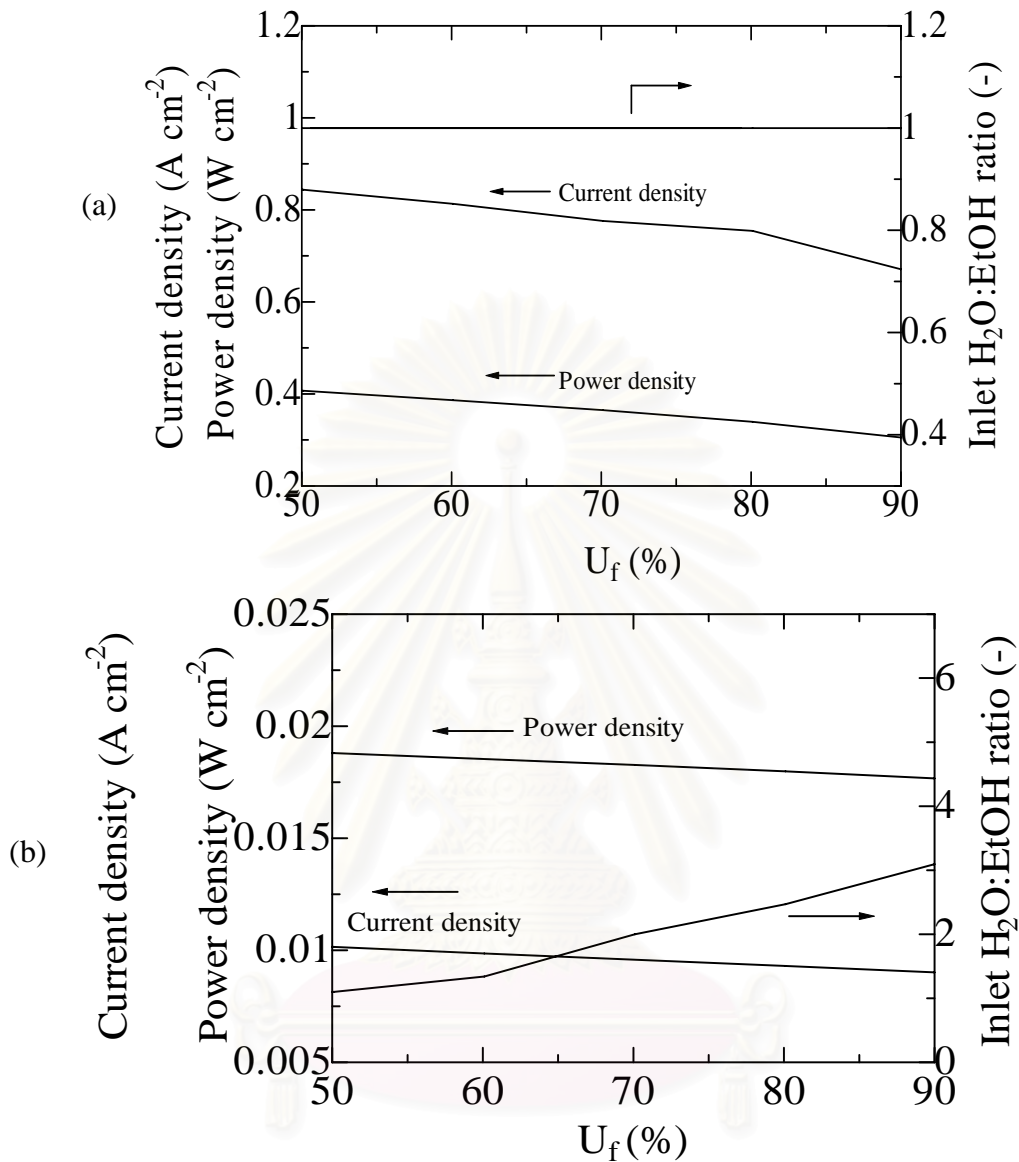 (a)
Current density (A cm-2)
Power density (W cm-2)
1.2
1
0.8
0.6
0.4
0.2
Current density
Power density
1.2
1
0.8
0.6
0.4
Inlet H2O:EtOH ratio (-)
50 60 70 80 90
Uf (%)
(b)
Current density (A cm-2)
Power density (W cm-2)
0.025
0.02
0.015
0.01
0.005
Power density
Current density
6
4
2
0
Inlet H2O:EtOH ratio (-)
50 60 70 80 90
Uf (%)